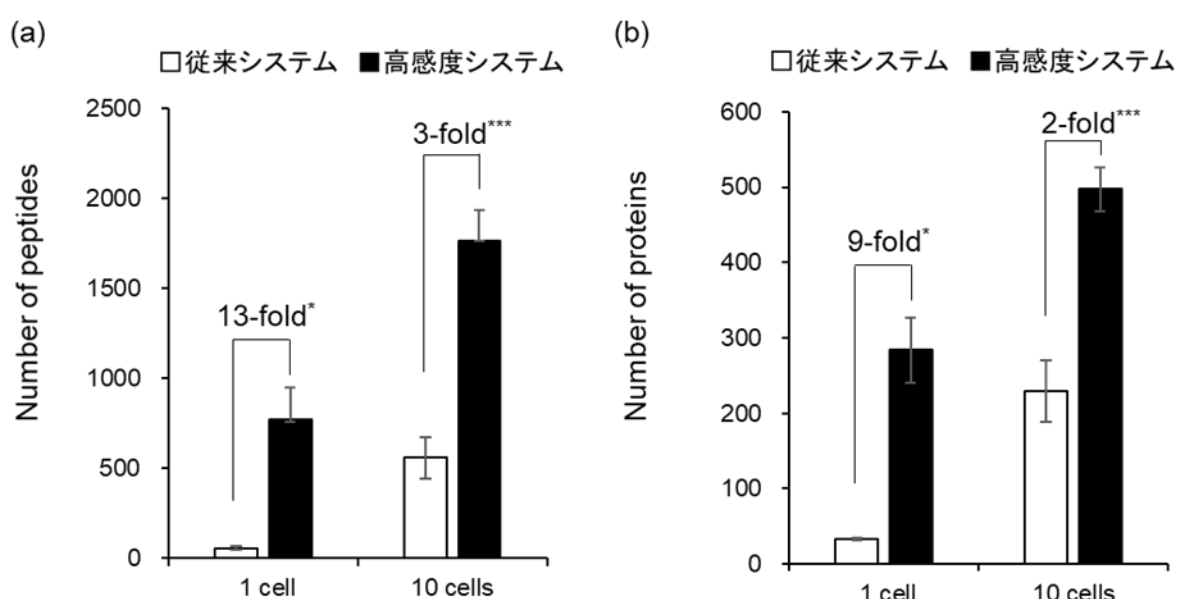 (a)
□従来システム ■高感度システム
2500
2000
1500
1000
500
0
Number of peptides
13-fold*
3-fold***
1 cell
10 cells
(b)
□従来システム ■高感度システム
600
500
400
300
200
100
0
Number of proteins
9-fold*
2-fold***
1 cell
10 cells